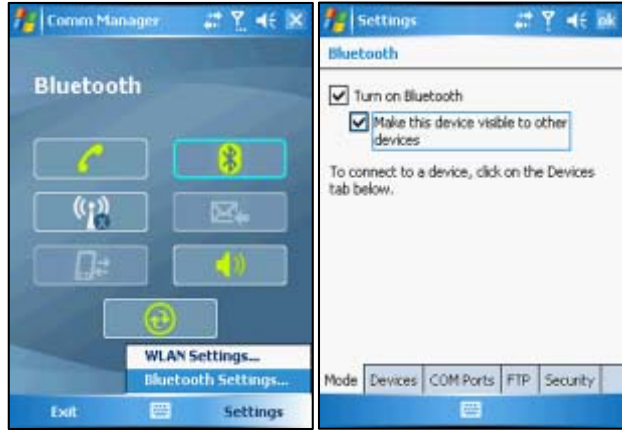 Comm Manager
Bluetooth
WLAN Settings...
Bluetooth Settings...
Exit
Settings
Settings
ok
Bluetooth
Turn on Bluetooth
Make this device visible to other
devices
To connect to a device, click on the Devices
tab below.
Mode
Devices
COM Ports
FTP
Security